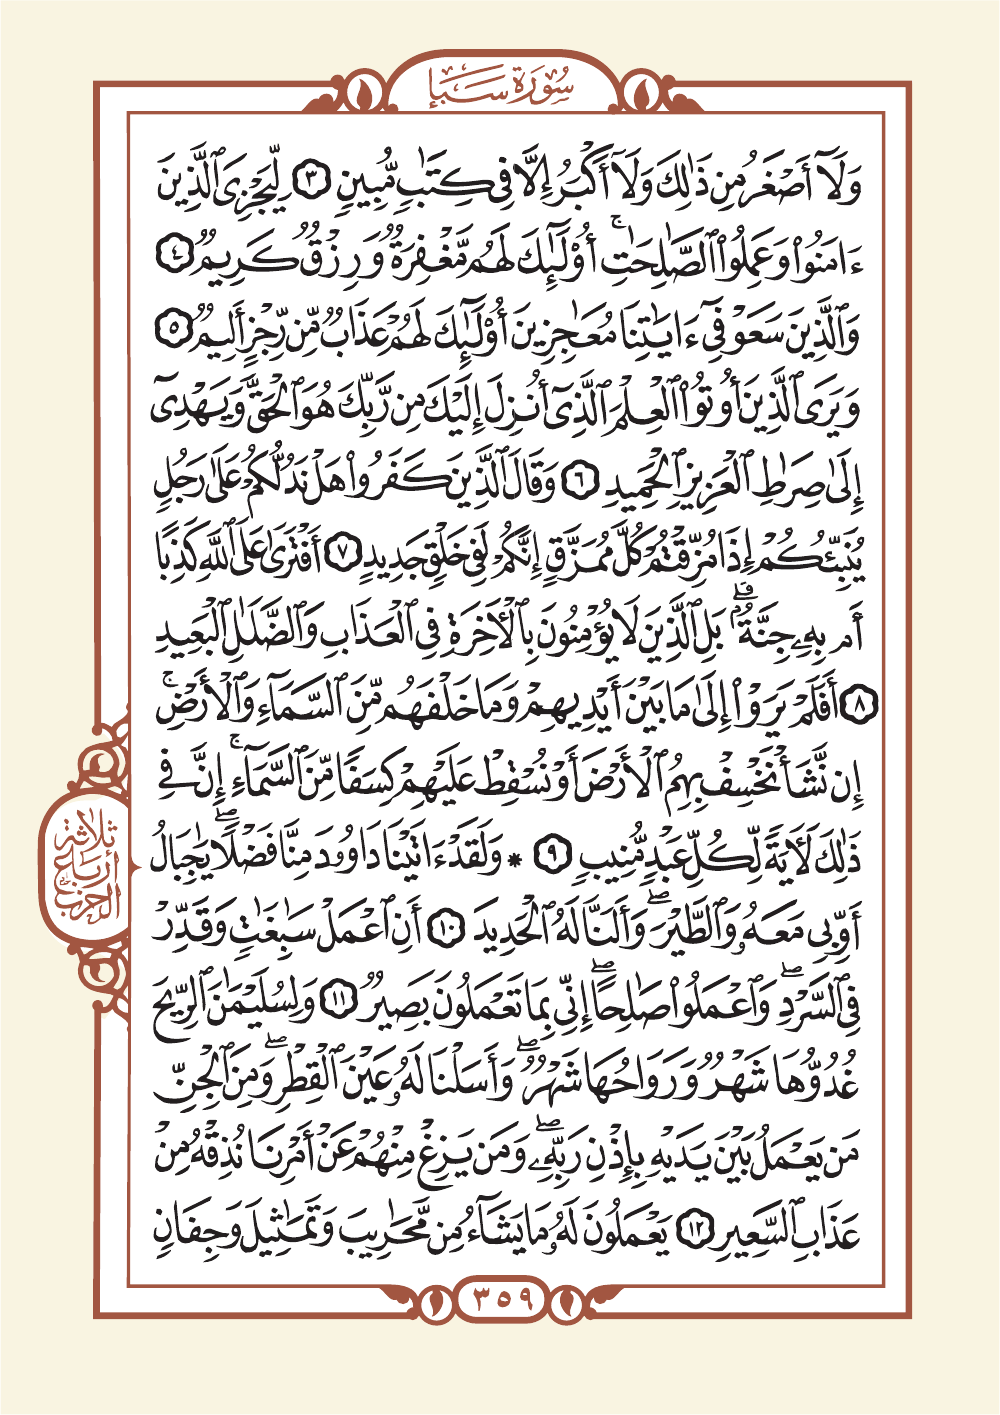 سُورَةُ سَبَإٍ
وَلَآ أَصْغَرُ مِن ذَٰلِكَ وَلَآ أَكْبَرُ إِلَّا فِى كِتَٰبٍ مُّبِينٍ ٣ لِّيَجْزِىَ ٱلَّذِينَ
ءَامَنُوا۟ وَعَمِلُوا۟ ٱلصَّٰلِحَٰتِ ۚ أُو۟لَٰٓئِكَ لَهُم مَّغْفِرَةٌ وَرِزْقٌ كَرِيمٌ ٤
وَٱلَّذِينَ سَعَوْ فِىٓ ءَايَٰتِنَا مُعَٰجِزِينَ أُو۟لَٰٓئِكَ لَهُمْ عَذَابٌ مِّن رِّجْزٍ أَلِيمٌ ٥
وَيَرَى ٱلَّذِينَ أُوتُوا۟ ٱلْعِلْمَ ٱلَّذِىٓ أُنزِلَ إِلَيْكَ مِن رَّبِّكَ هُوَ ٱلْحَقَّ وَيَهْدِىٓ
إِلَىٰ صِرَٰطِ ٱلْعَزِيزِ ٱلْحَمِيدِ ٦ وَقَالَ ٱلَّذِينَ كَفَرُوا۟ هَلْ نَدُلُّكُمْ عَلَىٰ رَجُلٍ
يُنَبِّئُكُمْ إِذَا مُزِّقْتُمْ كُلَّ مُمَزَّقٍ إِنَّكُمْ لَفِى خَلْقٍ جَدِيدٍ ٧ أَفْتَرَىٰ عَلَى ٱللَّهِ كَذِبًا
أَم بِهِۦ جِنَّةٌۢ ۗ بَلِ ٱلَّذِينَ لَا يُؤْمِنُونَ بِٱلْءَاخِرَةِ فِى ٱلْعَذَابِ وَٱلضَّلَٰلِ ٱلْبَعِيدِ
٨ أَفَلَمْ يَرَوْا۟ إِلَىٰ مَا بَيْنَ أَيْدِيهِمْ وَمَا خَلْفَهُم مِّنَ ٱلسَّمَآءِ وَٱلْأَرْضِ ۚ
إِن نَّشَأْ نَخْسِفْ بِهِمُ ٱلْأَرْضَ أَوْ نُسْقِطْ عَلَيْهِمْ كِسَفًا مِّنَ ٱلسَّمَآءِ ۚ إِنَّ فِى
ذَٰلِكَ لَءَايَةً لِّكُلِّ عَبْدٍ مُّنِيبٍ ٩ * وَلَقَدْ ءَاتَيْنَا دَاوُۥدَ مِنَّا فَضْلًا ۖ يَٰجِبَالُ
أَوِّبِى مَعَهُۥ وَٱلطَّيْرَ ۖ وَأَلَنَّا لَهُ ٱلْحَدِيدَ ١٠ أَنِ ٱعْمَلْ سَٰبِغَٰتٍ وَقَدِّرْ
فِى ٱلسَّرْدِ ۖ وَٱعْمَلُوا۟ صَٰلِحًا ۖ إِنِّى بِمَا تَعْمَلُونَ بَصِيرٌ ١١ وَلِسُلَيْمَٰنَ ٱلرِّيحَ
غُدُوُّهَا شَهْرٌ وَرَوَاحُهَا شَهْرٌ ۖ وَأَسَلْنَا لَهُۥ عَيْنَ ٱلْقِطْرِ ۖ وَمِنَ ٱلْجِنِّ
مَن يَعْمَلُ بَيْنَ يَدَيْهِ بِإِذْنِ رَبِّهِۦ ۖ وَمَن يَزِغْ مِنْهُمْ عَنْ أَمْرِنَا نُذِقْهُ مِنْ
عَذَابِ ٱلسَّعِيرِ ١٢ يَعْمَلُونَ لَهُۥ مَا يَشَآءُ مِن مَّحَٰرِيبَ وَتَمَٰثِيلَ وَجِفَانٍ
ثلاثة
أرباع
الحزب
٣٥٩